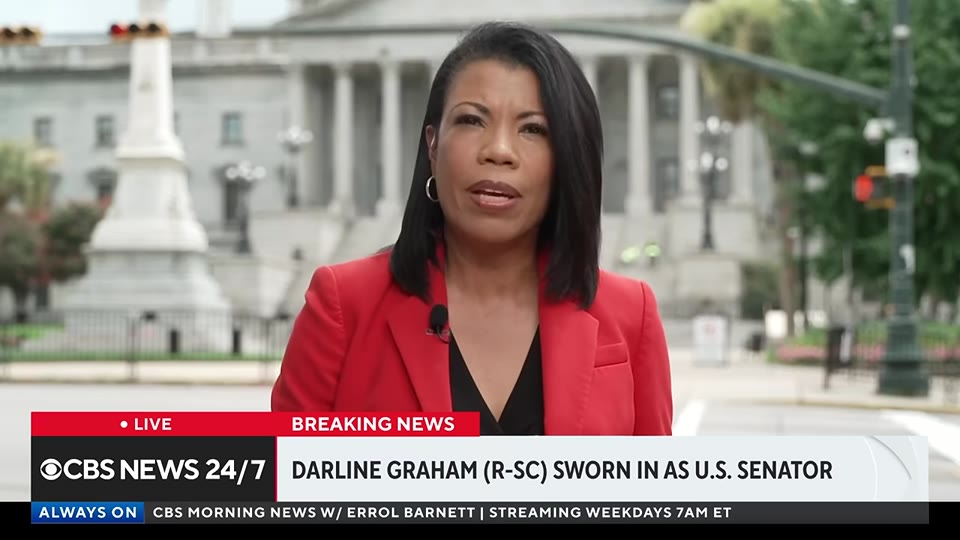 LIVE
BREAKING NEWS
CBS NEWS 24/7
DARLINE GRAHAM (R-SC) SWORN IN AS U.S. SENATOR
ALWAYS ON
CBS MORNING NEWS W/ ERROL BARNETT | STREAMING WEEKDAYS 7AM ET